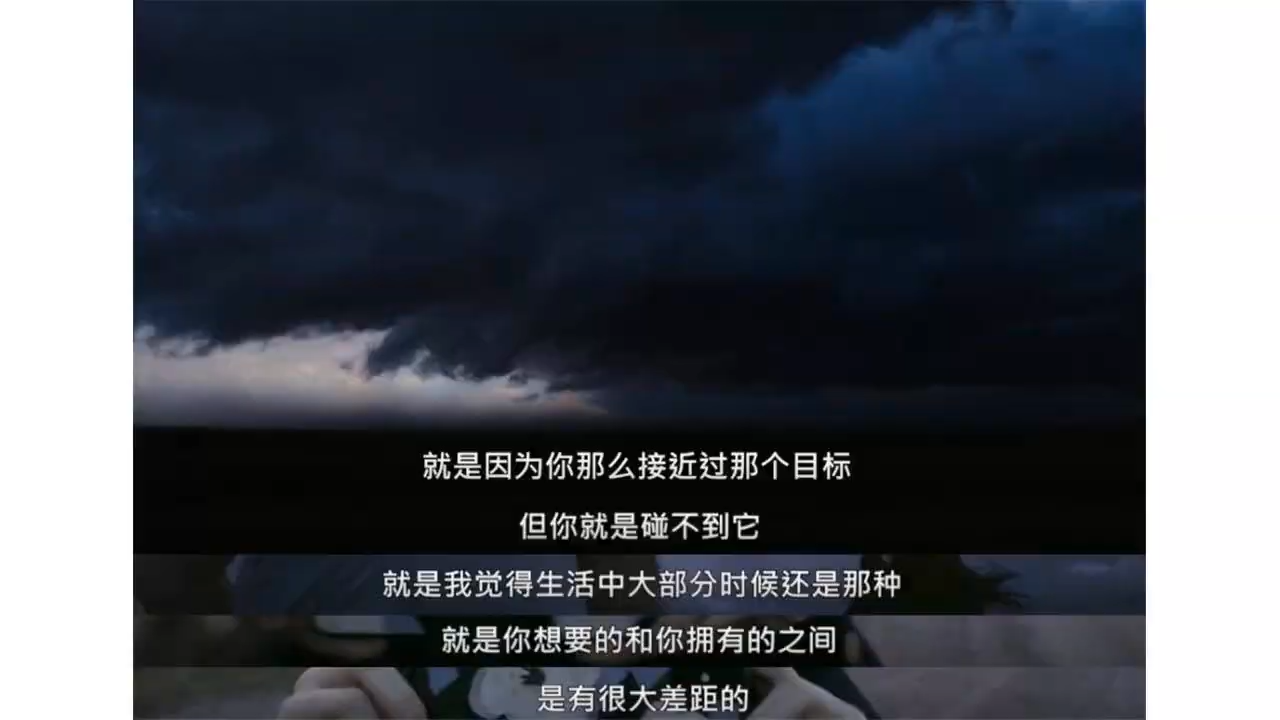 就是因为你那么接近过那个目标
但你就是碰不到它
就是我觉得生活中大部分时候还是那种
就是你想要的和你拥有的之间
是有很大差距的